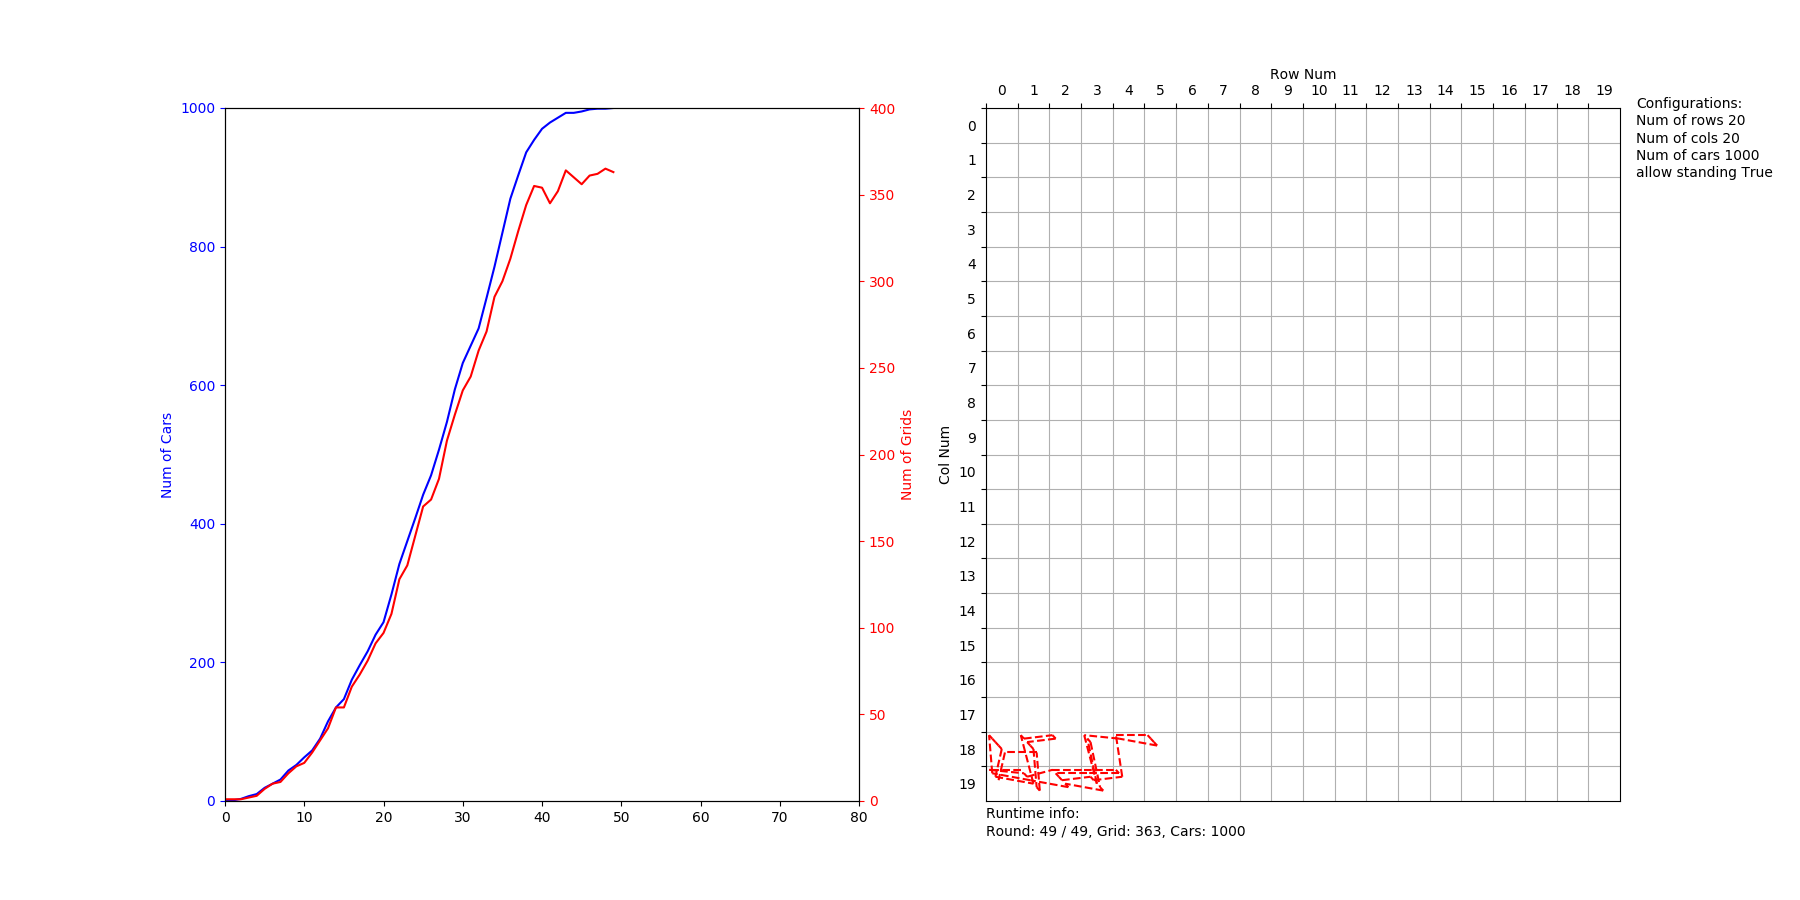 1000
800
600
400
200
0
Num of Cars
0 10 20 30 40 50 60 70 80
400
350
300
250
200
150
100
50
0
Num of Grids
Row Num
0 1 2 3 4 5 6 7 8 9 10 11 12 13 14 15 16 17 18 19
Col Num
0
1
2
3
4
5
6
7
8
9
10
11
12
13
14
15
16
17
18
19
Configurations:
Num of rows 20
Num of cols 20
Num of cars 1000
allow standing True
Runtime info:
Round: 49 / 49, Grid: 363, Cars: 1000